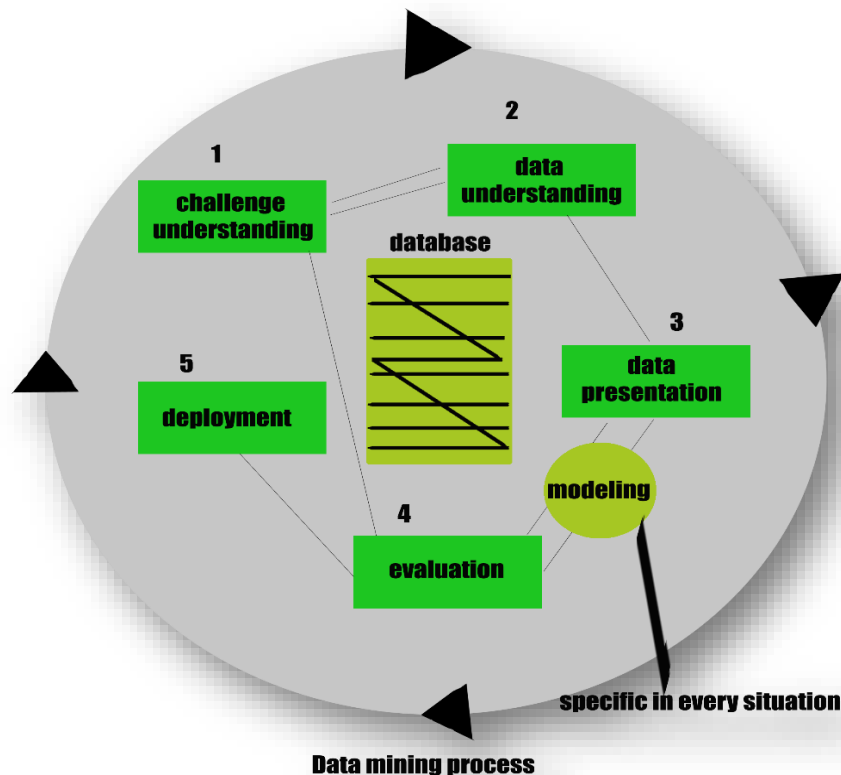 1
challenge
understanding
2
data
understanding
database
3
data
presentation
5
deployment
modeling
4
evaluation
specific in every situation
Data mining process